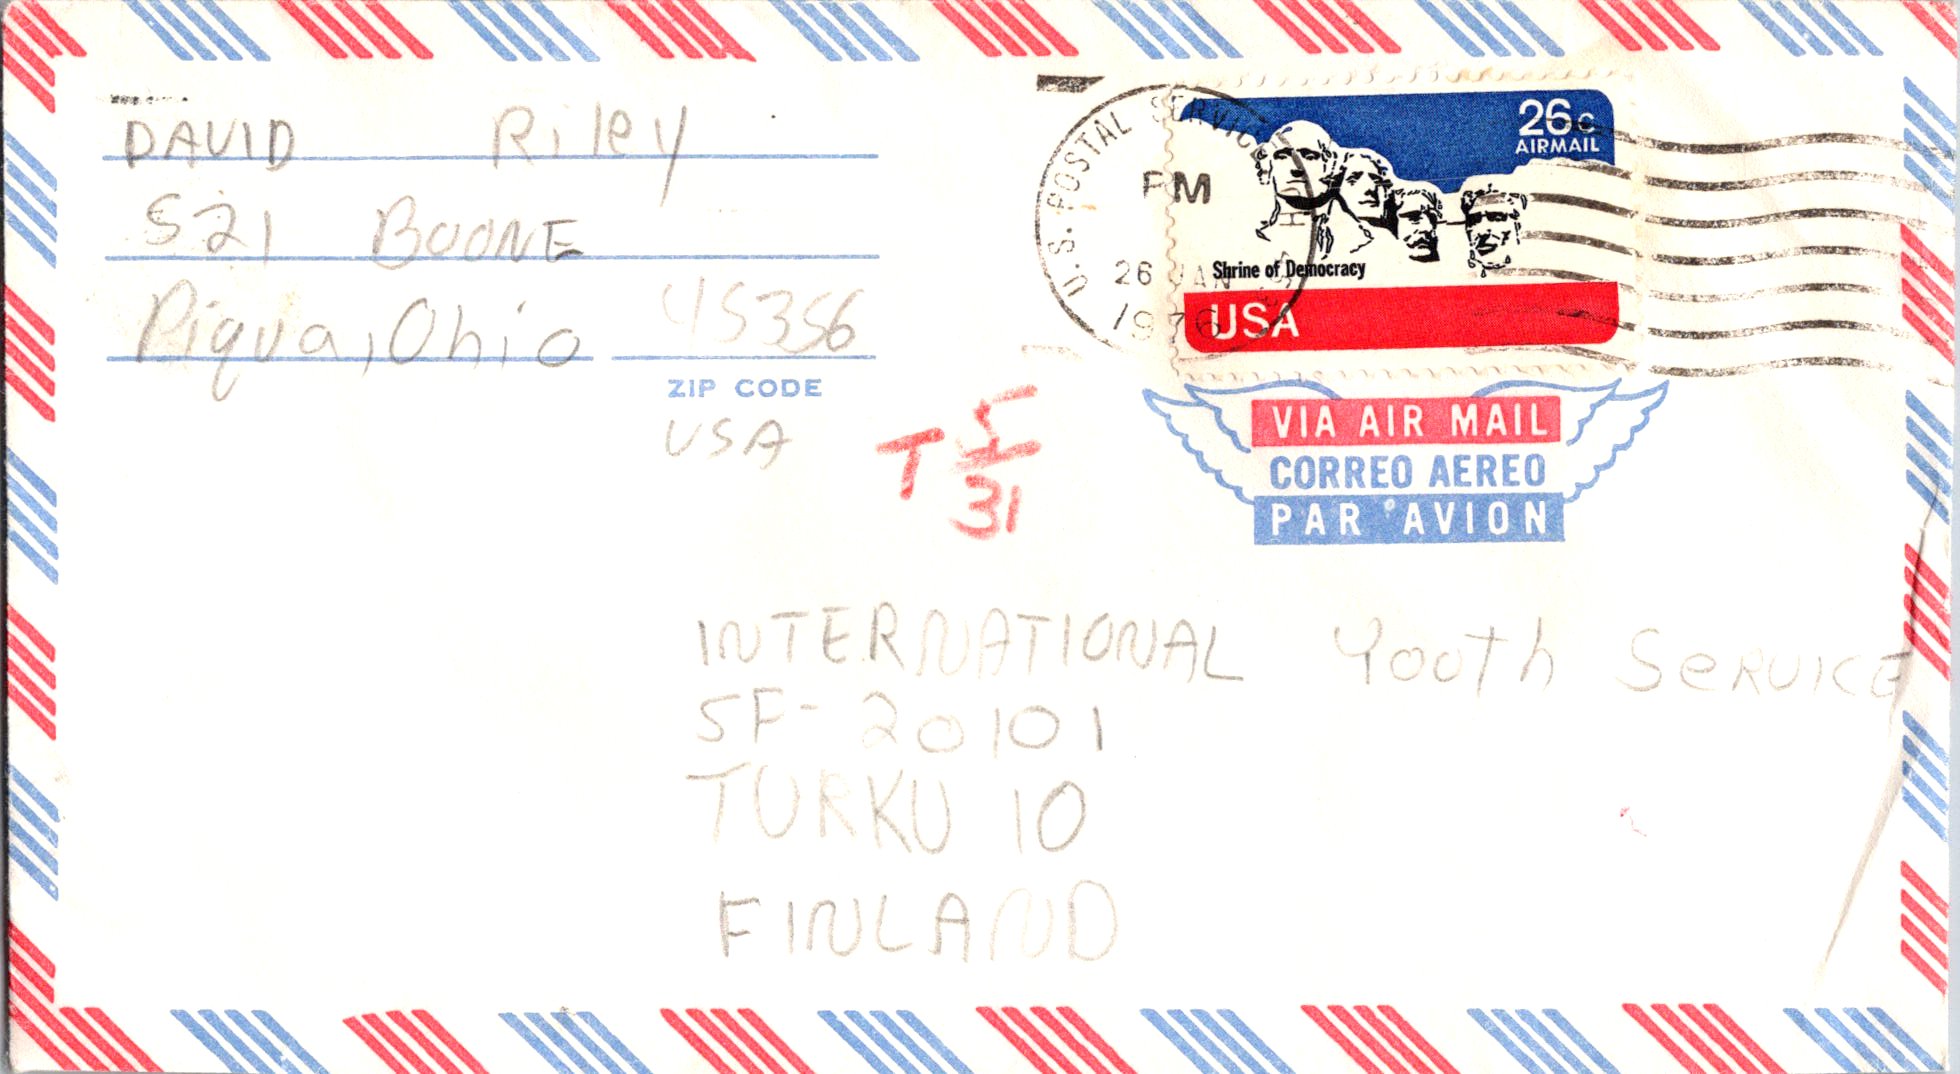 DAVID Riley
521 BOONE
Piqua, Ohio 45356
ZIP CODE
USA
U.S. POSTAL SERVICE
PM
26 JAN
1976
26c
AIRMAIL
Shrine of Democracy
USA
T 5/31
VIA AIR MAIL
CORREO AEREO
PAR AVION
INTERNATIONAL Youth SERVICE
SF-20101
TURKU 10
FINLAND